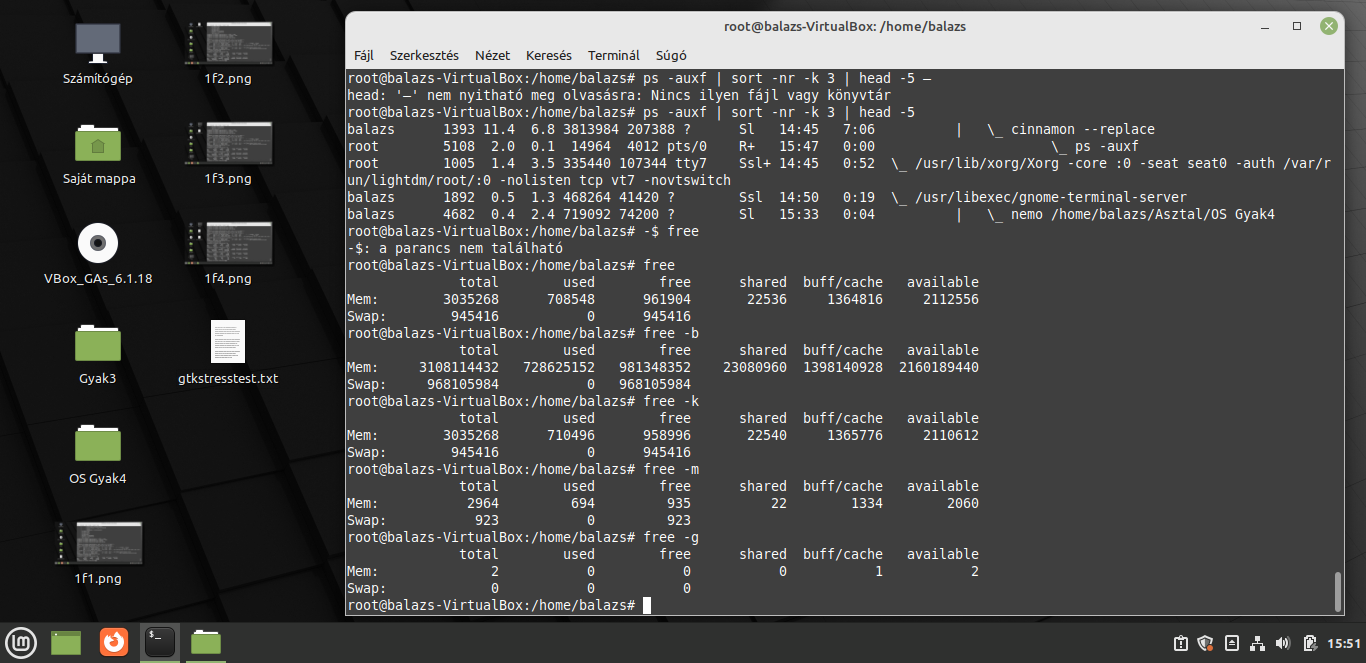 Számítógép
1f2.png
Saját mappa
1f3.png
VBox_GAs_6.1.18
1f4.png
Gyak3
gtkstresstest.txt
OS Gyak4
1f1.png
root@balazs-VirtualBox: /home/balazs
Fájl Szerkesztés Nézet Keresés Terminál Súgó
root@balazs-VirtualBox:/home/balazs# ps -auxf | sort -nr -k 3 | head -5 –
head: '–' nem nyitható meg olvasásra: Nincs ilyen fájl vagy könyvtár
root@balazs-VirtualBox:/home/balazs# ps -auxf | sort -nr -k 3 | head -5
balazs      1393 11.4  6.8 3813984 207388 ?      Sl   14:45   7:06          |   \_ cinnamon --replace
root        5108  2.0  0.1  14964  4012 pts/0    R+   15:47   0:00                      \_ ps -auxf
root        1005  1.4  3.5 335440 107344 tty7    Ssl+ 14:45   0:52  \_ /usr/lib/xorg/Xorg -core :0 -seat seat0 -auth /var/r
un/lightdm/root/:0 -nolisten tcp vt7 -novtswitch
balazs      1892  0.5  1.3 468264 41420 ?        Ssl  14:50   0:19  \_ /usr/libexec/gnome-terminal-server
balazs      4682  0.4  2.4 719092 74200 ?        Sl   15:33   0:04          |   \_ nemo /home/balazs/Asztal/OS Gyak4
root@balazs-VirtualBox:/home/balazs# -$ free
-$: a parancs nem található
root@balazs-VirtualBox:/home/balazs# free
              total        used        free      shared  buff/cache   available
Mem:        3035268      708548      961904       22536     1364816     2112556
Swap:        945416           0      945416
root@balazs-VirtualBox:/home/balazs# free -b
              total        used        free      shared  buff/cache   available
Mem:     3108114432   728625152   981348352    23080960  1398140928  2160189440
Swap:     968105984           0   968105984
root@balazs-VirtualBox:/home/balazs# free -k
              total        used        free      shared  buff/cache   available
Mem:        3035268      710496      958996       22540     1365776     2110612
Swap:        945416           0      945416
root@balazs-VirtualBox:/home/balazs# free -m
              total        used        free      shared  buff/cache   available
Mem:           2964         694         935          22        1334        2060
Swap:           923           0         923
root@balazs-VirtualBox:/home/balazs# free -g
              total        used        free      shared  buff/cache   available
Mem:              2           0           0           0           1           2
Swap:             0           0           0
root@balazs-VirtualBox:/home/balazs#
15:51